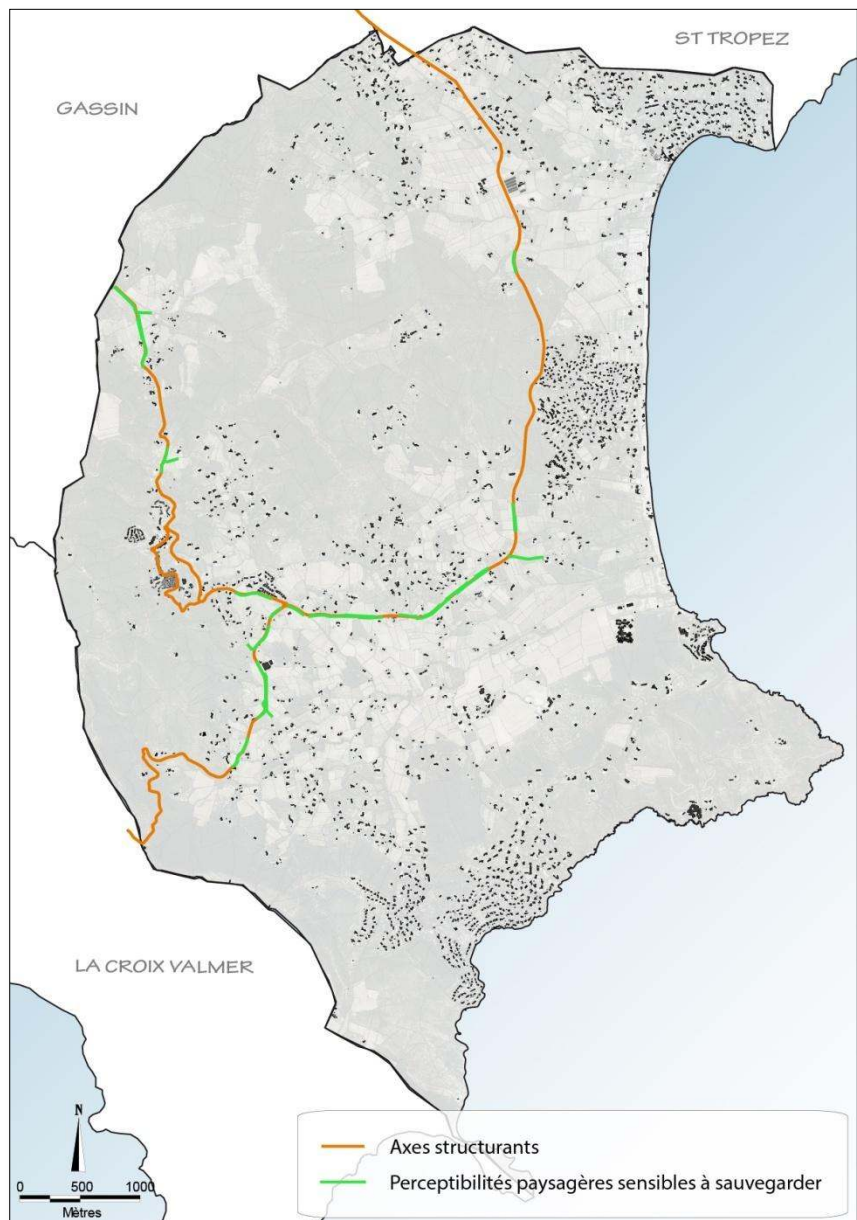 ST TROPEZ
GASSIN
LA CROIX VALMER
N
0 500 1000
Mètres
Axes structurants
Perceptibilités paysagères sensibles à sauvegarder